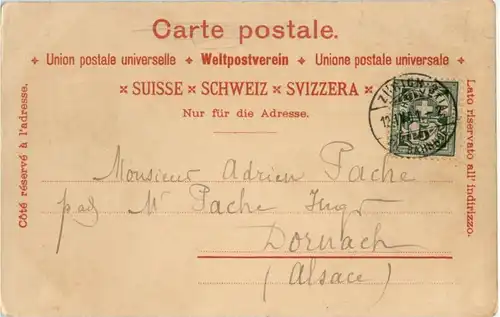 Carte postale.
Union postale universelle Weltpostverein Unione postale universale
SUISSE SCHWEIZ SVIZZERA
Nur für die Adresse.
Côté réservé à l'adresse.
Lato riservato all' indirizzo.
Monsieur Adrien Pache
p. ad Mr Pache Ingr
Dornach
(Alsace)